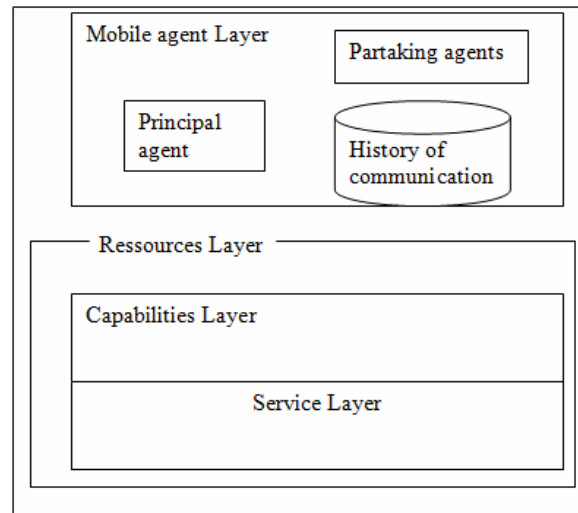 Mobile agent Layer
Partaking agents
Principal
agent
History of
communication
Ressources Layer
Capabilities Layer
Service Layer